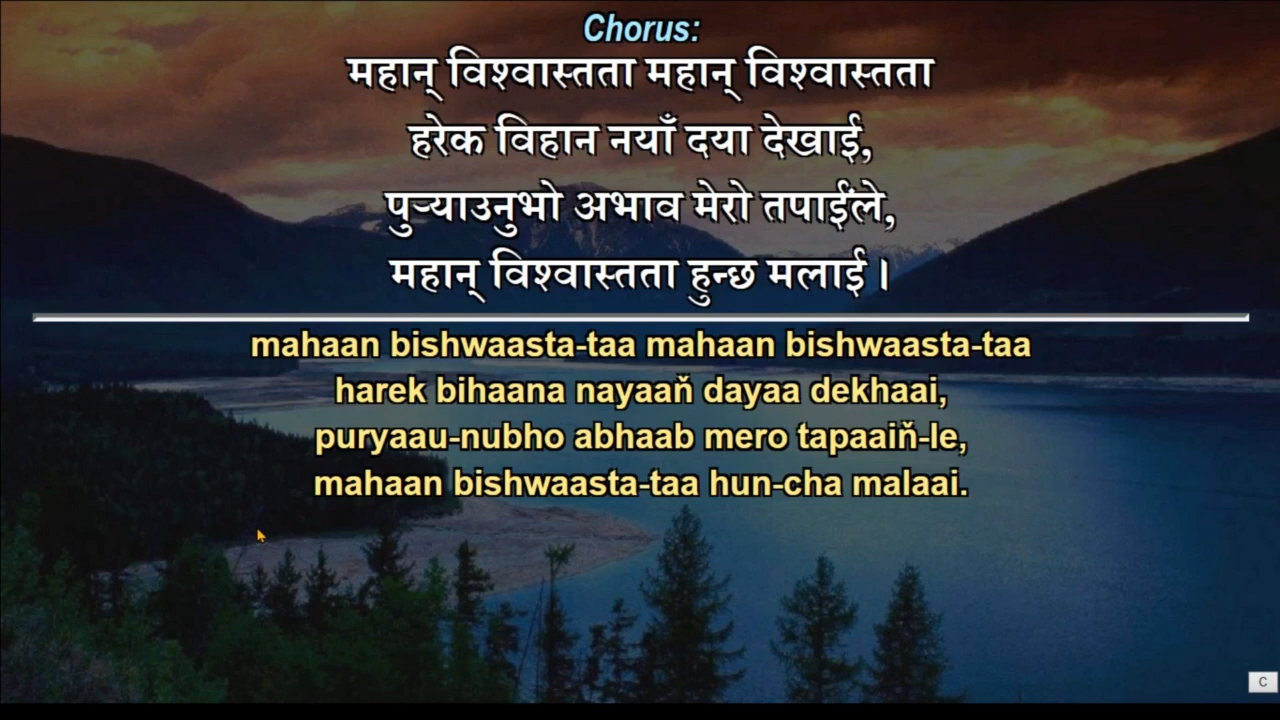 Chorus:
महान् विश्वास्तता महान् विश्वास्तता
हरेक विहान नयाँ दया देखाई,
पुऱ्याउनुभो अभाव मेरो तपाईंले,
महान् विश्वास्तता हुन्छ मलाई ।
mahaan bishwaasta-taa mahaan bishwaasta-taa
harek bihaana nayaaň dayaa dekhaai,
puryaau-nubho abhaab mero tapaaiň-le,
mahaan bishwaasta-taa hun-cha malaai.
C